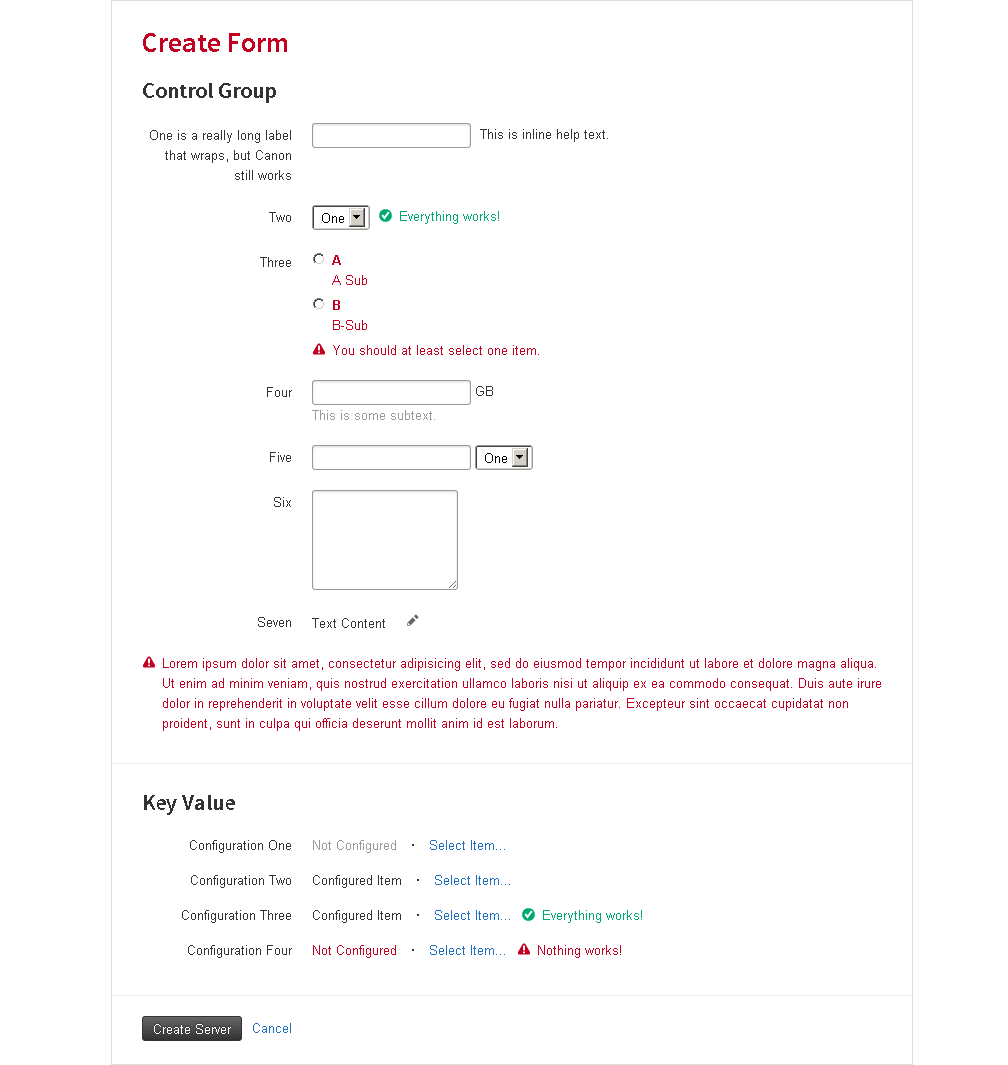 Create Form
Control Group
One is a really long label
that wraps, but Canon
still works
This is inline help text.
Two
One
Everything works!
Three
A
A Sub
B
B-Sub
You should at least select one item.
Four
GB
This is some subtext.
Five
One
Six
Seven
Text Content
Lorem ipsum dolor sit amet, consectetur adipisicing elit, sed do eiusmod tempor incididunt ut labore et dolore magna aliqua.
Ut enim ad minim veniam, quis nostrud exercitation ullamco laboris nisi ut aliquip ex ea commodo consequat. Duis aute irure
dolor in reprehenderit in voluptate velit esse cillum dolore eu fugiat nulla pariatur. Excepteur sint occaecat cupidatat non
proident, sunt in culpa qui officia deserunt mollit anim id est laborum.
Key Value
Configuration One
Not Configured · Select Item...
Configuration Two
Configured Item · Select Item...
Configuration Three
Configured Item · Select Item... Everything works!
Configuration Four
Not Configured · Select Item... Nothing works!
Create Server
Cancel